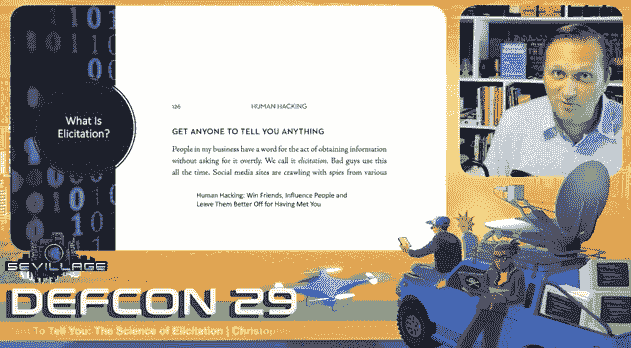 What Is
Elicitation?
126 HUMAN HACKING
GET ANYONE TO TELL YOU ANYTHING
People in my business have a word for the act of obtaining information
without asking for it overtly. We call it elicitation. Bad guys use this
all the time. Social media sites are crawling with spies from various
Human Hacking: Win Friends, Influence People and
Leave Them Better Off for Having Met You
SEVILLAGE
DEFCON 29
To Tell You: The Science of Elicitation | Christo